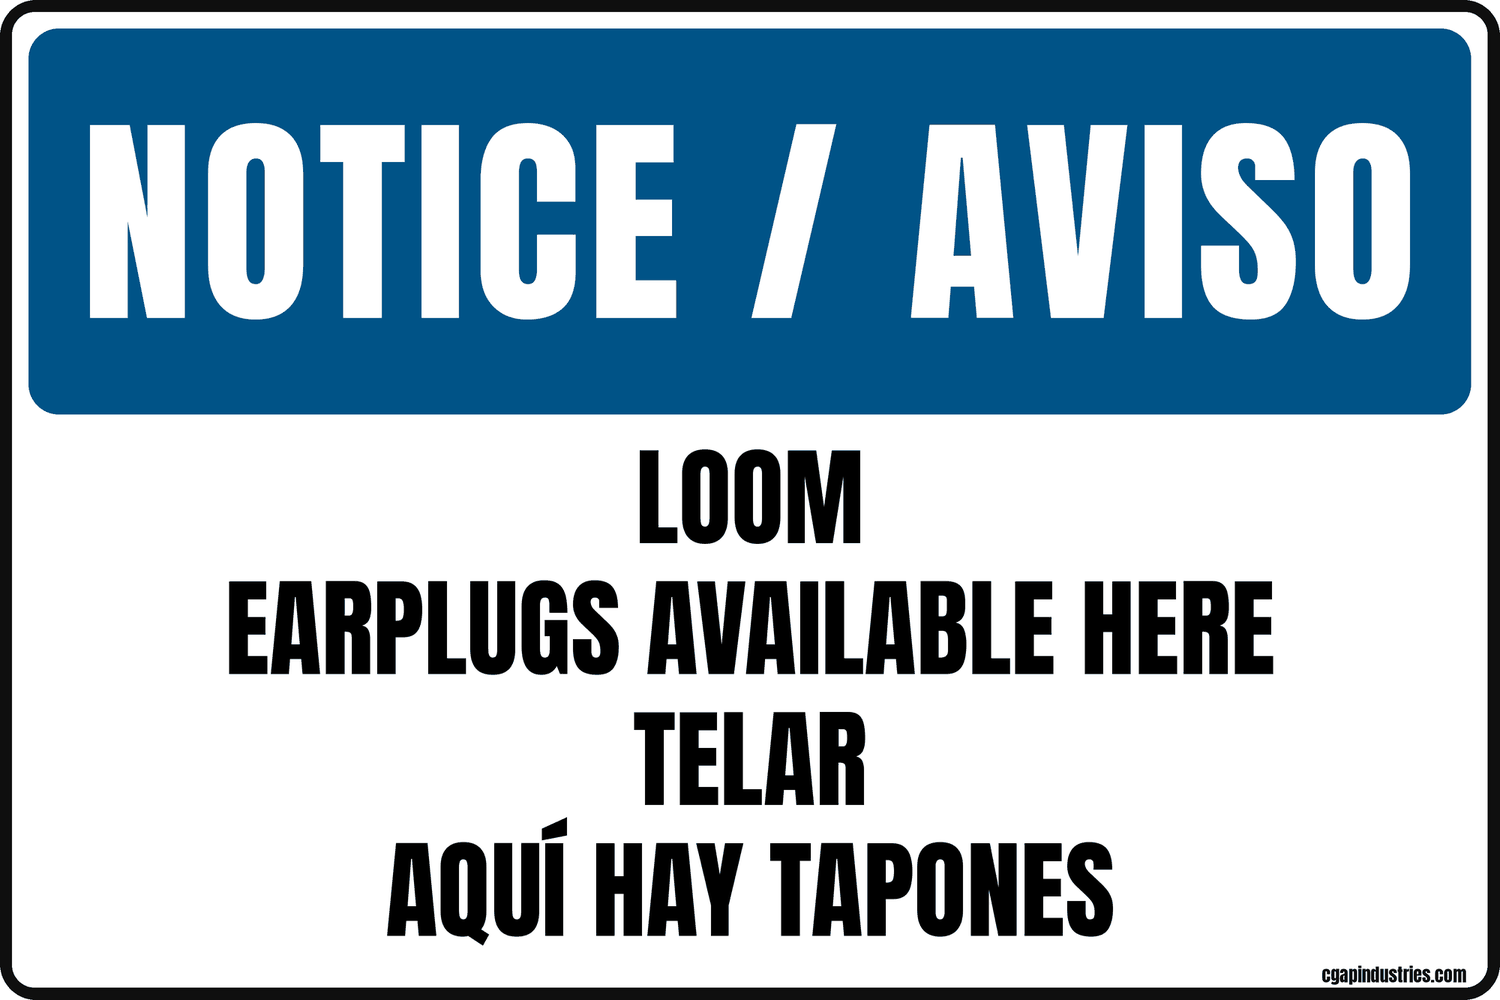 NOTICE / AVISO
LOOM
EARPLUGS AVAILABLE HERE
TELAR
AQUÍ HAY TAPONES
cgapindustries.com